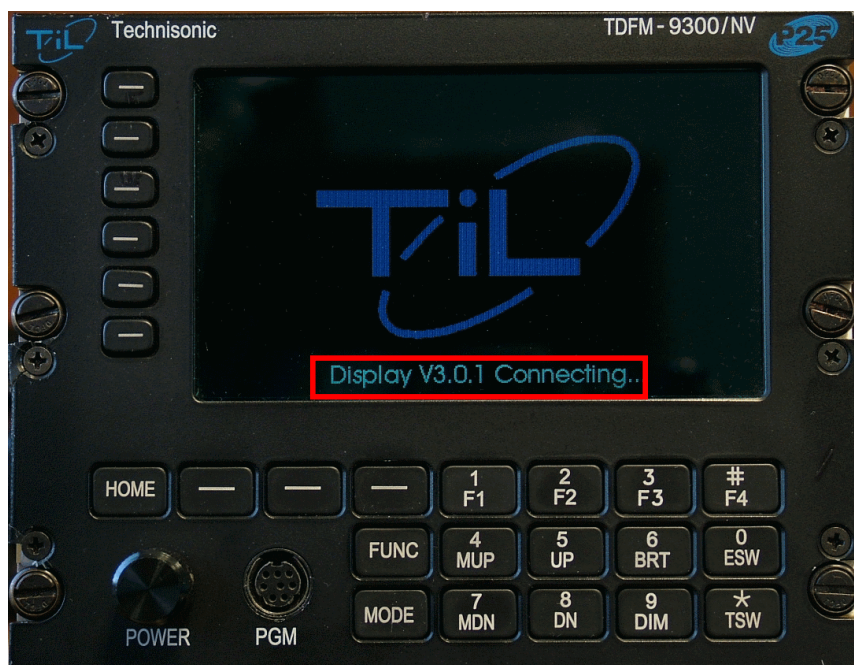 TiL Technisonic TDFM-9300/NV P25
TiL
Display V3.0.1 Connecting..
HOME — — — 1 2 3 #
F1 F2 F3 F4
FUNC 4 5 6 0
MUP UP BRT ESW
MODE 7 8 9 *
MDN DN DIM TSW
POWER PGM